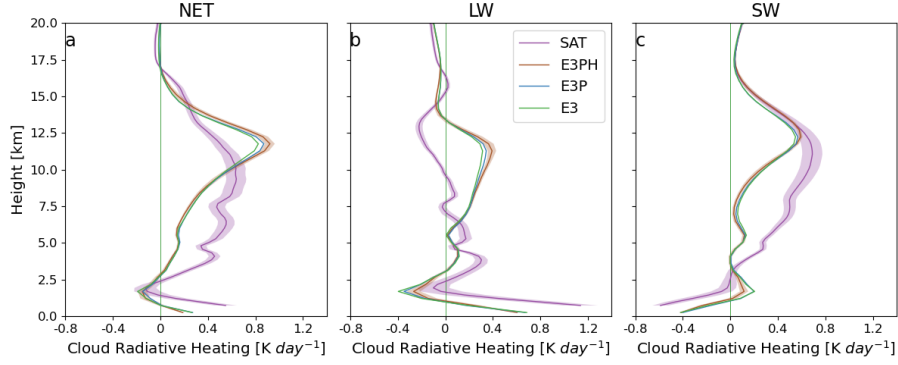 NET
LW
SW
a
b
c
20.0
17.5
15.0
12.5
10.0
7.5
5.0
2.5
0.0
Height [km]
SAT
E3PH
E3P
E3
-0.8 -0.4 0 0.4 0.8 1.2
-0.8 -0.4 0 0.4 0.8 1.2
-0.8 -0.4 0 0.4 0.8 1.2
Cloud Radiative Heating [K day⁻¹]
Cloud Radiative Heating [K day⁻¹]
Cloud Radiative Heating [K day⁻¹]